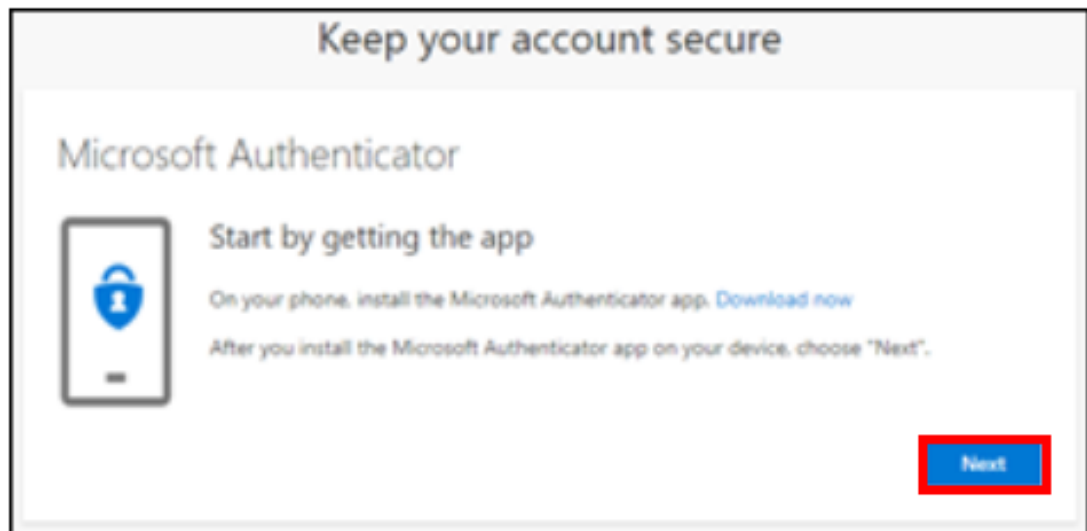 Keep your account secure
Microsoft Authenticator
Start by getting the app
On your phone, install the Microsoft Authenticator app. Download now
After you install the Microsoft Authenticator app on your device, choose "Next".
Next